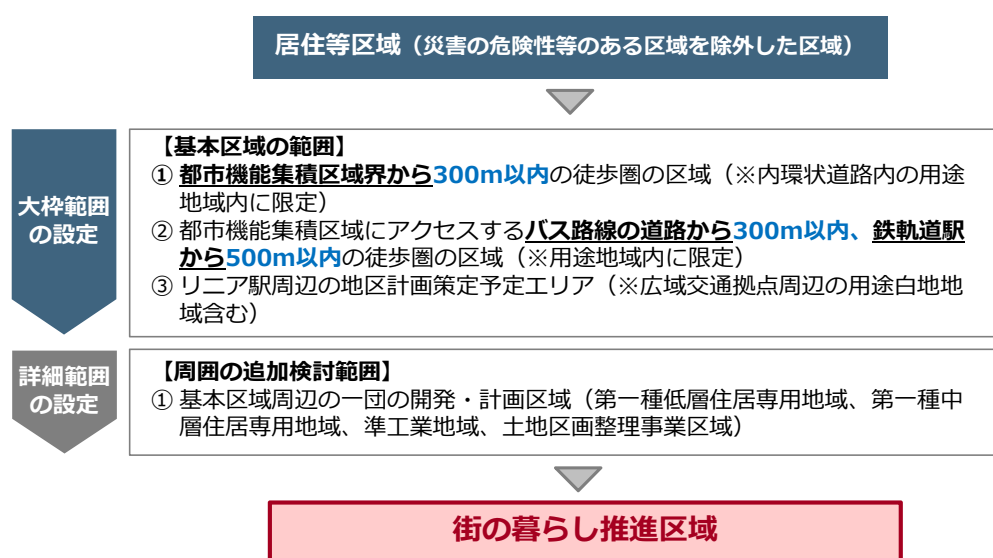 居住等区域（災害の危険性等のある区域を除外した区域）
大枠範囲
の設定
【基本区域の範囲】
① 都市機能集積区域界から300m以内の徒歩圏の区域（※内環状道路内の用途
地域内に限定）
② 都市機能集積区域にアクセスするバス路線の道路から300m以内、鉄軌道駅
から500m以内の徒歩圏の区域（※用途地域内に限定）
③ リニア駅周辺の地区計画策定予定エリア（※広域交通拠点周辺の用途白地地
域含む）
詳細範囲
の設定
【周囲の追加検討範囲】
① 基本区域周辺の一団の開発・計画区域（第一種低層住居専用地域、第一種中
層住居専用地域、準工業地域、土地区画整理事業区域）
街の暮らし推進区域